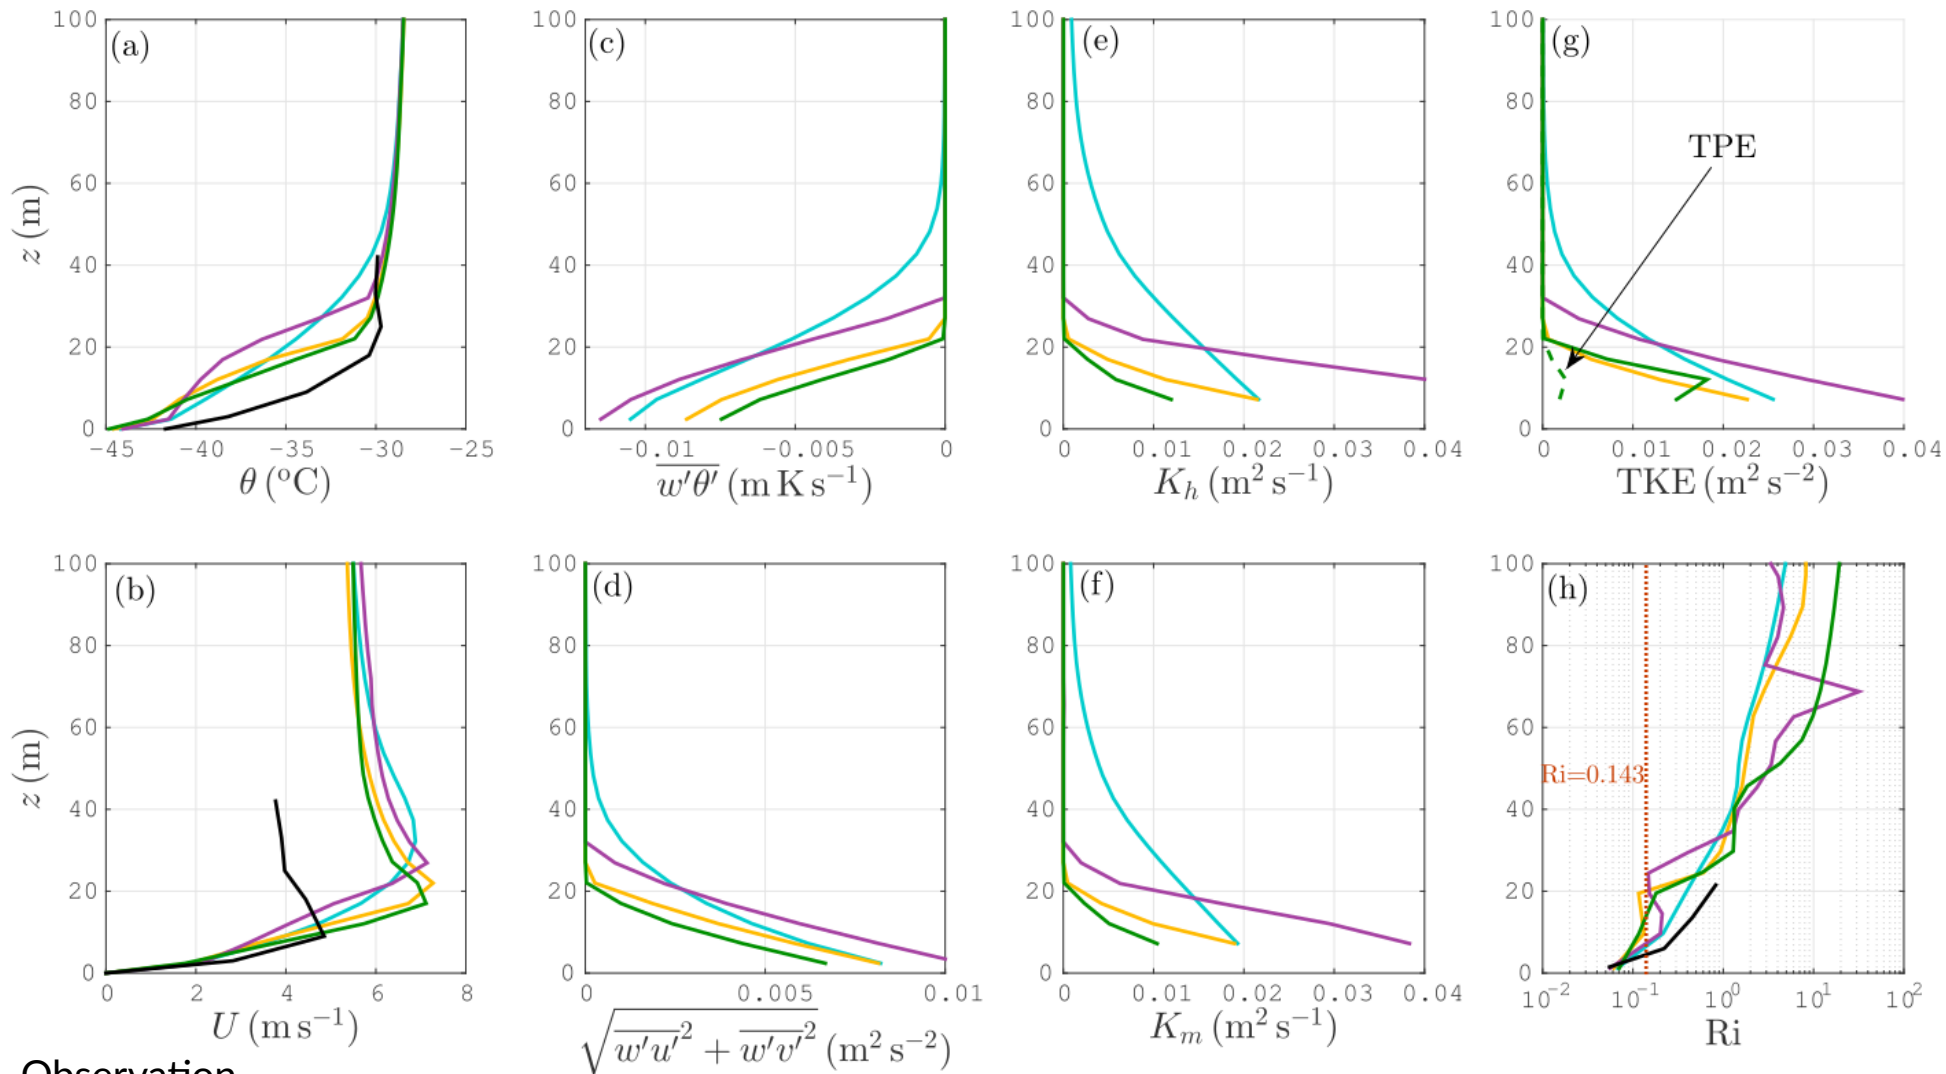 100 100 100 100
(a) (c) (e) (g)
80 80 80 80
TPE
60 60 60 60
z (m)
40 40 40 40
20 20 20 20
0 0 0 0
-45 -40 -35 -30 -25 -0.01 -0.005 0 0 0.01 0.02 0.03 0.04 0 0.01 0.02 0.03 0.04
θ (°C) w'θ' (m K s⁻¹) K_h (m² s⁻¹) TKE (m² s⁻²)
100 100 100 100
(b) (d) (f) (h)
80 80 80 80
60 60 60 60
z (m)
Ri=0.143
40 40 40 40
20 20 20 20
0 0 0 0
0 2 4 6 8 0 0.005 0.01 0 0.01 0.02 0.03 0.04 10⁻² 10⁻¹ 10⁰ 10¹ 10²
U (m s⁻¹) √(w'u'² + w'v'²) (m² s⁻²) K_m (m² s⁻¹) Ri
Observation